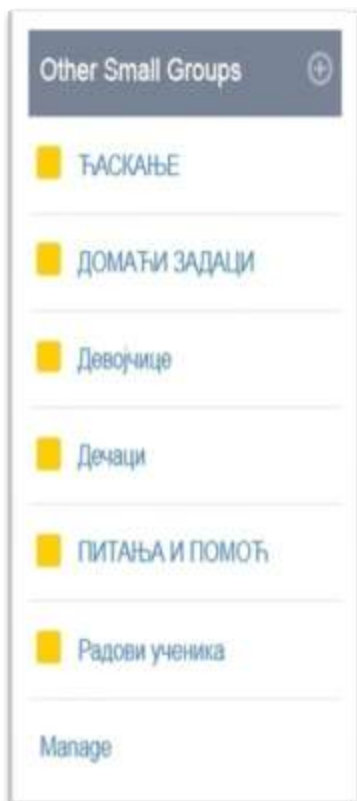 Other Small Groups
ЋАСКАЊЕ
ДОМАЋИ ЗАДАЦИ
Девојчице
Дечаци
ПИТАЊА И ПОМОЋ
Радови ученика
Manage